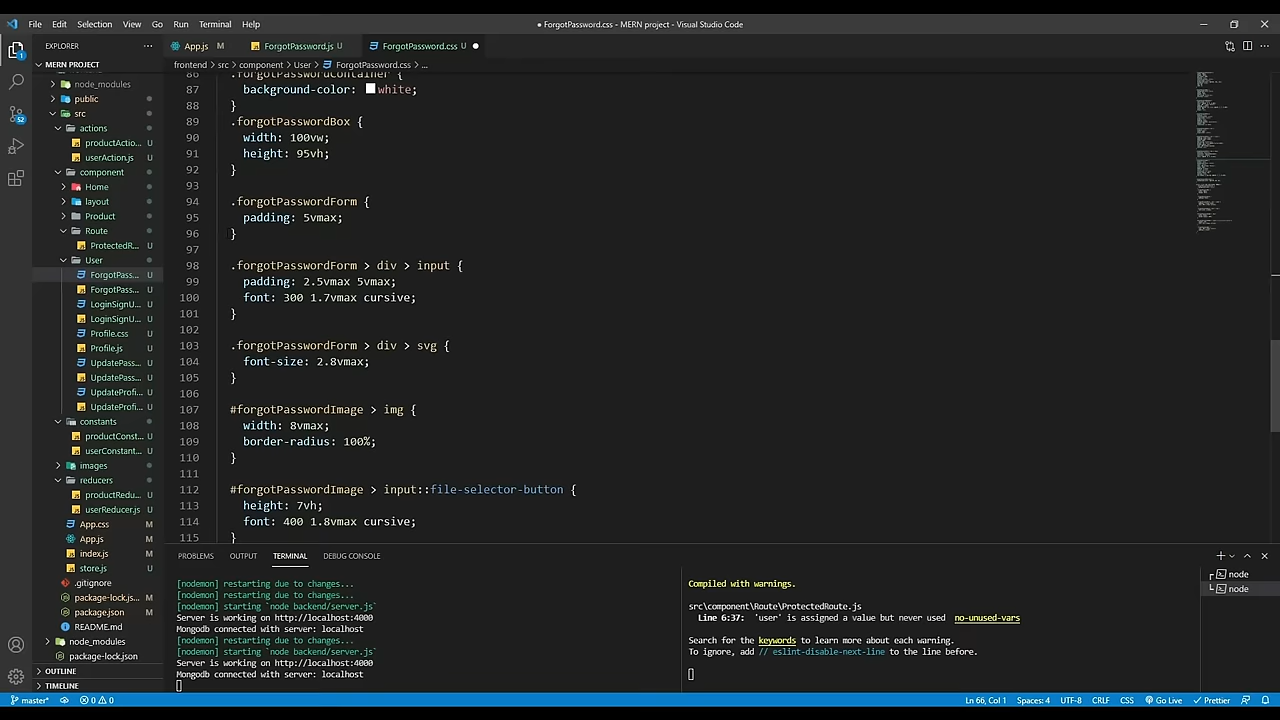 File Edit Selection View Go Run Terminal Help
● ForgotPassword.css - MERN project - Visual Studio Code
EXPLORER ···
App.js M
ForgotPassword.js U
ForgotPassword.css U ●
MERN PROJECT
frontend > src > component > User > ForgotPassword.css > ...
node_modules
public
src
actions
productActio... U
userAction.js U
component
Home
layout
Product
Route
ProtectedR... U
User
ForgotPass... U
ForgotPass... U
LoginSignU... U
LoginSignU... U
Profile.css U
Profile.js U
UpdatePass... U
UpdatePass... U
UpdateProfi... U
UpdateProfi... U
constants
productConst... U
userConstant... U
images
reducers
productRedu... U
userReducer.js U
App.css M
App.js M
index.js M
store.js U
.gitignore
package-lock.js... M
package.json M
README.md
node_modules
package-lock.json
OUTLINE
TIMELINE
86 .forgotPasswordContainer {
87 background-color: white;
88 }
89 .forgotPasswordBox {
90 width: 100vw;
91 height: 95vh;
92 }
93
94 .forgotPasswordForm {
95 padding: 5vmax;
96 }
97
98 .forgotPasswordForm > div > input {
99 padding: 2.5vmax 5vmax;
100 font: 300 1.7vmax cursive;
101 }
102
103 .forgotPasswordForm > div > svg {
104 font-size: 2.8vmax;
105 }
106
107 #forgotPasswordImage > img {
108 width: 8vmax;
109 border-radius: 100%;
110 }
111
112 #forgotPasswordImage > input::file-selector-button {
113 height: 7vh;
114 font: 400 1.8vmax cursive;
115 }
PROBLEMS OUTPUT TERMINAL DEBUG CONSOLE
[nodemon] restarting due to changes...
[nodemon] restarting due to changes...
[nodemon] starting `node backend/server.js`
Server is working on http://localhost:4000
Mongodb connected with server: localhost
[nodemon] restarting due to changes...
[nodemon] starting `node backend/server.js`
Server is working on http://localhost:4000
Mongodb connected with server: localhost
Compiled with warnings.
src\component\Route\ProtectedRoute.js
Line 6:37: 'user' is assigned a value but never used no-unused-vars
Search for the keywords to learn more about each warning.
To ignore, add // eslint-disable-next-line to the line before.
node
node
master* 0 0
Ln 66, Col 1 Spaces: 4 UTF-8 CRLF CSS Go Live Prettier